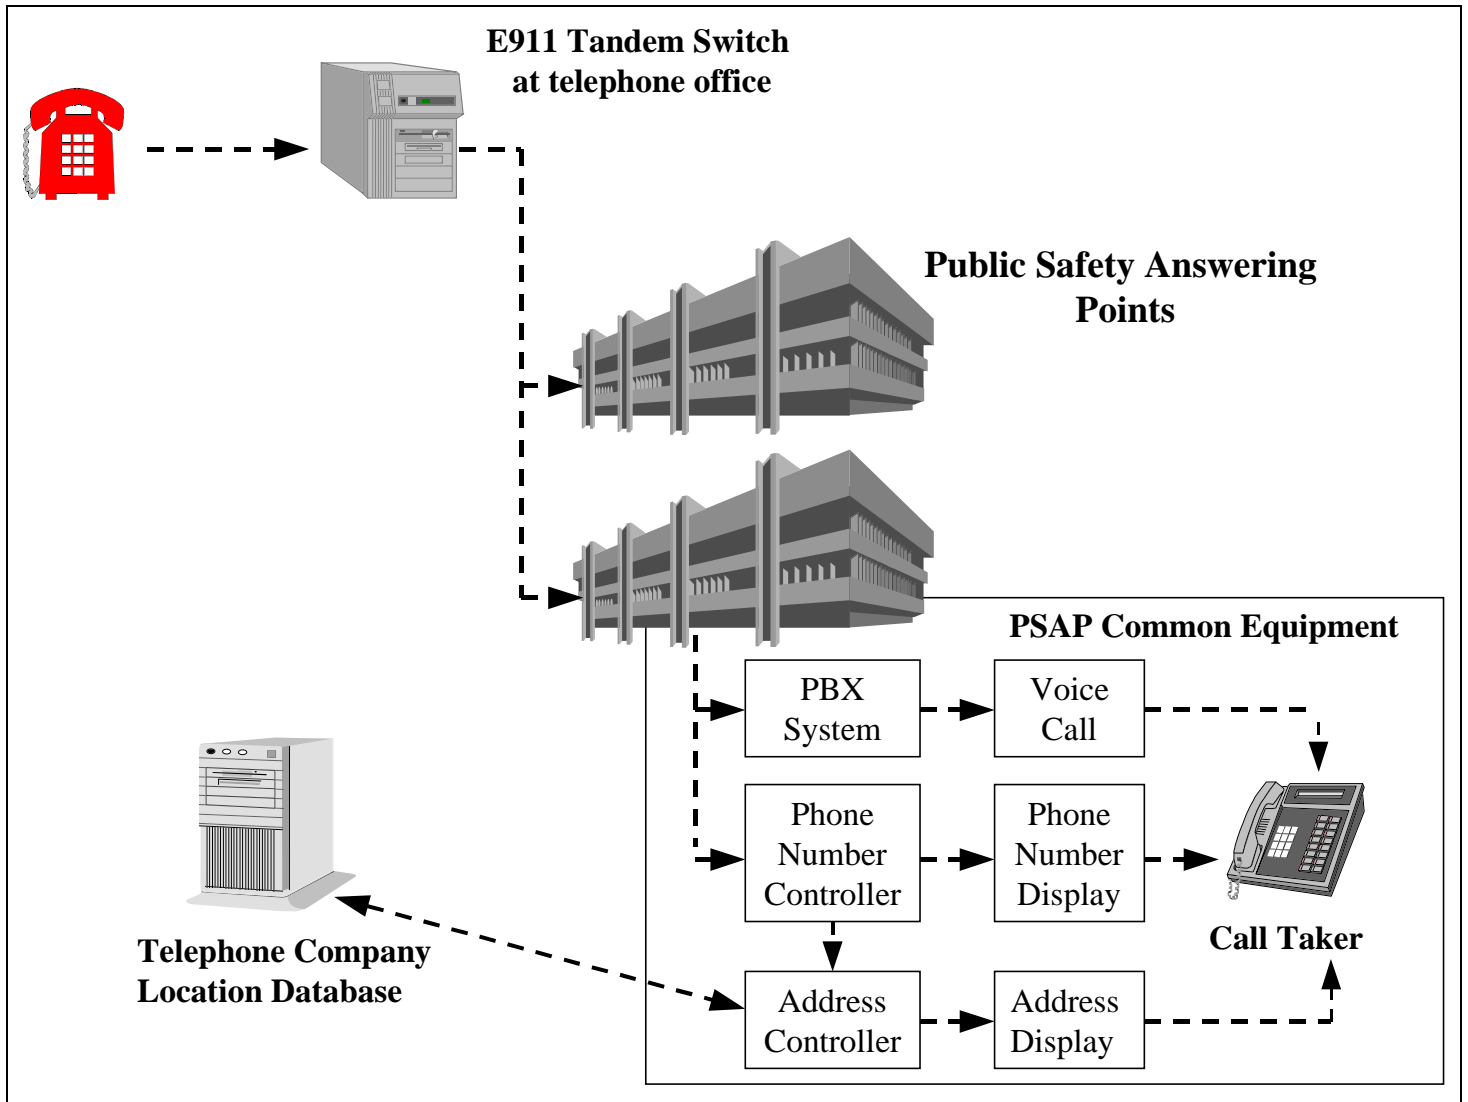 E911 Tandem Switch
at telephone office
Public Safety Answering
Points
PSAP Common Equipment
PBX
System
Voice
Call
Phone
Number
Controller
Phone
Number
Display
Call Taker
Telephone Company
Location Database
Address
Controller
Address
Display